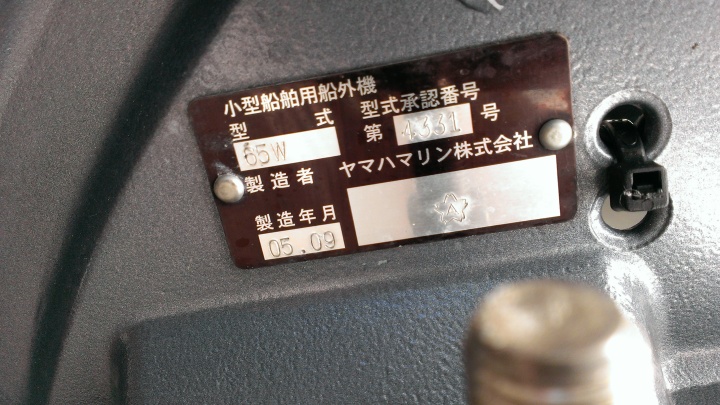 小型船舶用船外機
型式 65W
型式承認番号
第 4331 号
製造者 ヤマハマリン株式会社
製造年月
05.09